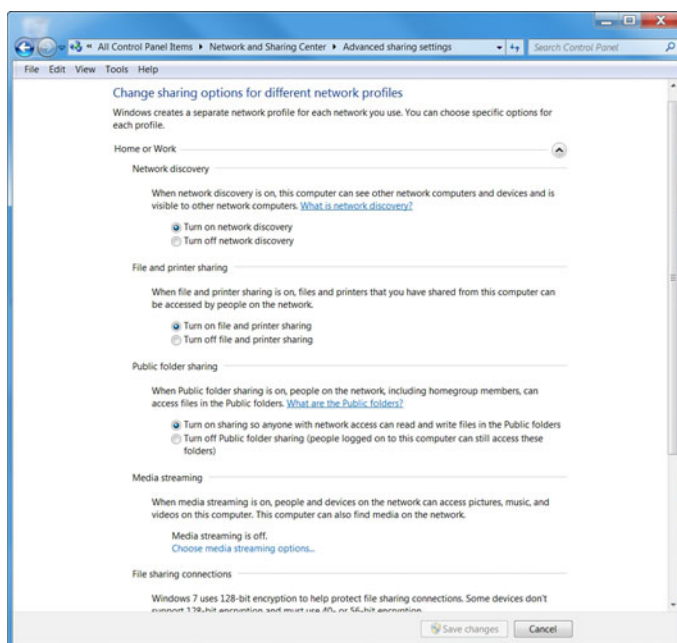 « All Control Panel Items ▸ Network and Sharing Center ▸ Advanced sharing settings
Search Control Panel
File Edit View Tools Help
Change sharing options for different network profiles
Windows creates a separate network profile for each network you use. You can choose specific options for
each profile.
Home or Work
Network discovery
When network discovery is on, this computer can see other network computers and devices and is
visible to other network computers. What is network discovery?
Turn on network discovery
Turn off network discovery
File and printer sharing
When file and printer sharing is on, files and printers that you have shared from this computer can
be accessed by people on the network.
Turn on file and printer sharing
Turn off file and printer sharing
Public folder sharing
When Public folder sharing is on, people on the network, including homegroup members, can
access files in the Public folders. What are the Public folders?
Turn on sharing so anyone with network access can read and write files in the Public folders
Turn off Public folder sharing (people logged on to this computer can still access these
folders)
Media streaming
When media streaming is on, people and devices on the network can access pictures, music, and
videos on this computer. This computer can also find media on the network.
Media streaming is off.
Choose media streaming options...
File sharing connections
Windows 7 uses 128-bit encryption to help protect file sharing connections. Some devices don't
support 128-bit encryption and must use 40- or 56-bit encryption.
Save changes
Cancel